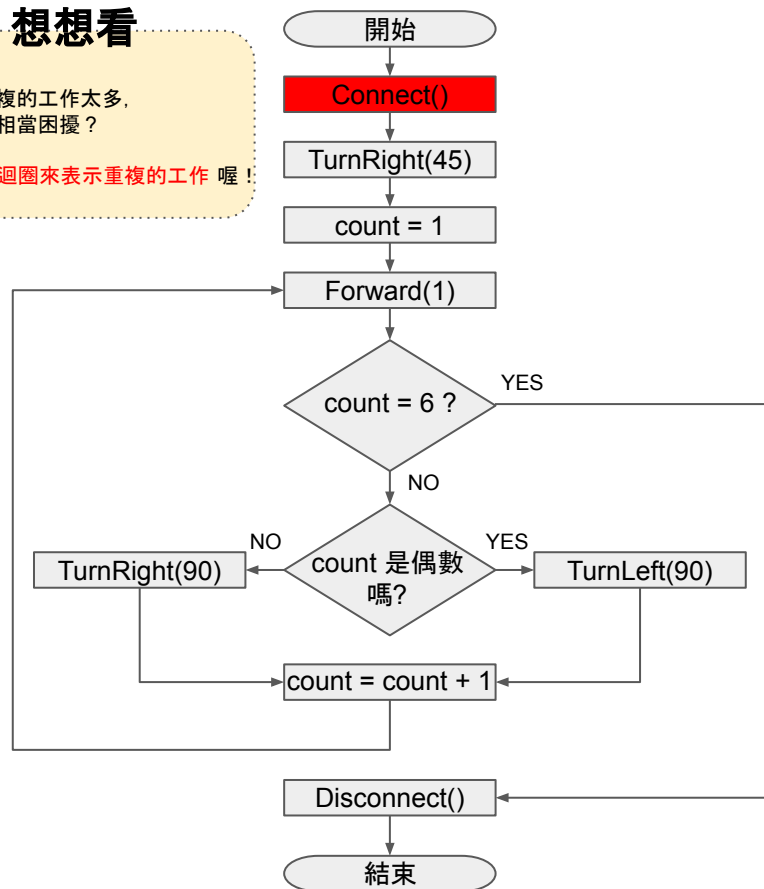 想想看
複的工作太多,
相當困擾？
迴圈來表示重複的工作 喔！
開始
Connect()
TurnRight(45)
count = 1
Forward(1)
count = 6 ?
YES
NO
count 是偶數
嗎?
NO
YES
TurnRight(90)
TurnLeft(90)
count = count + 1
Disconnect()
結束